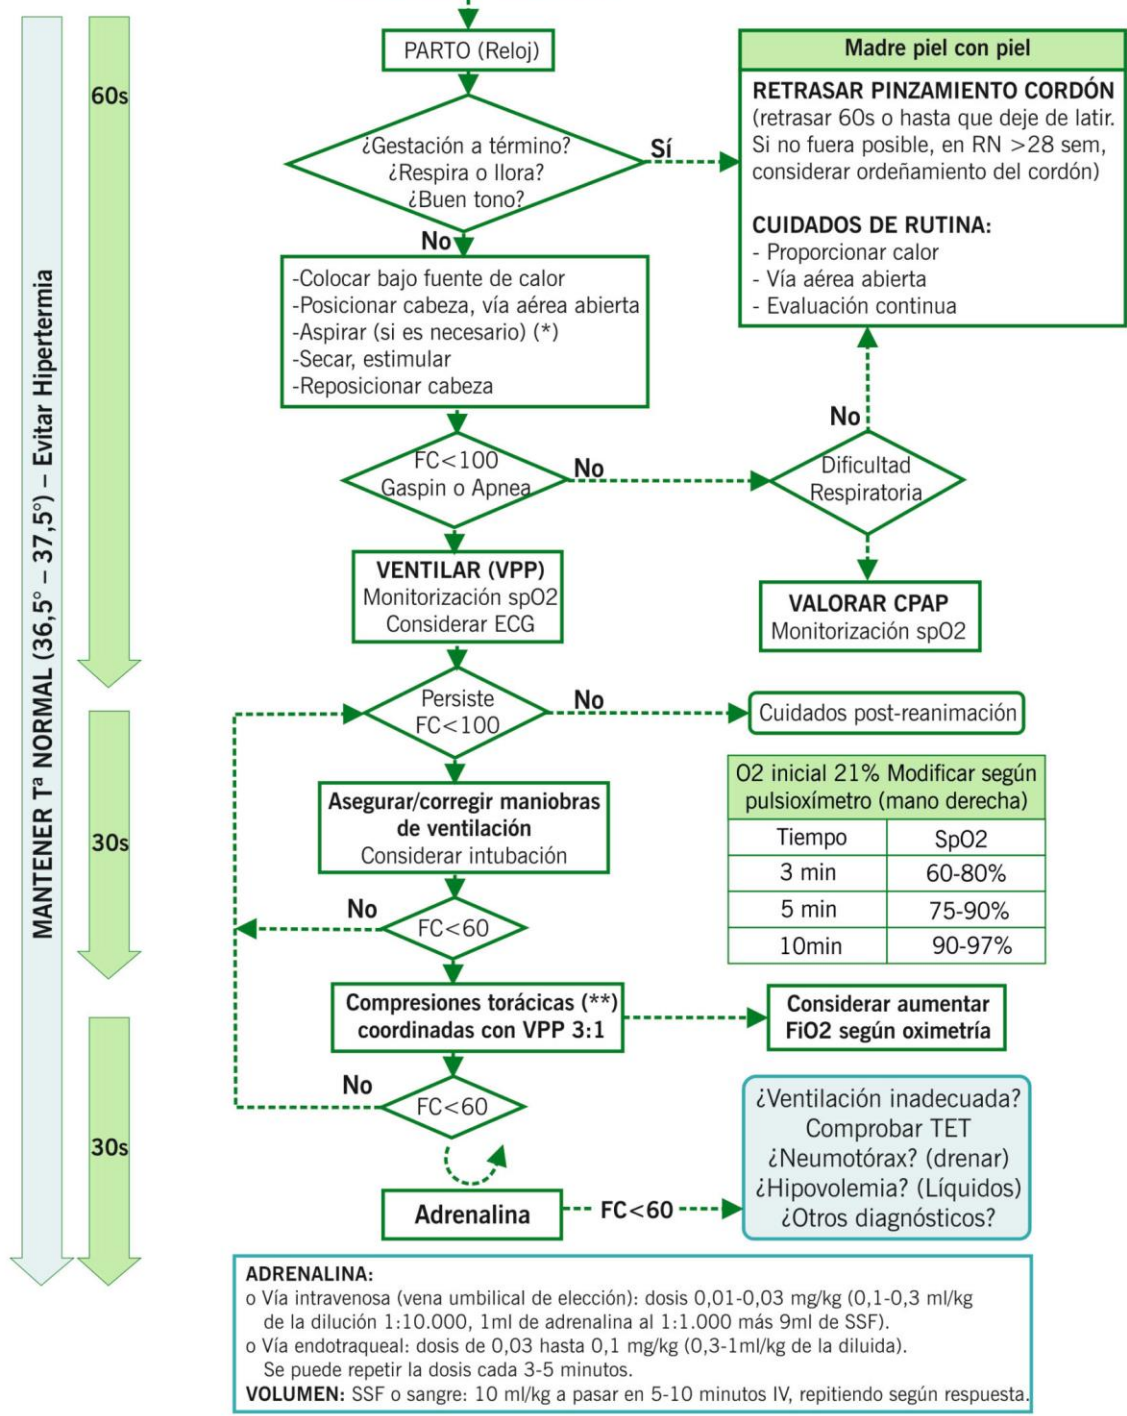 PARTO (Reloj)
¿Gestación a término?
¿Respira o llora?
¿Buen tono?
Sí
No
Madre piel con piel
RETRASAR PINZAMIENTO CORDÓN
(retrasar 60s o hasta que deje de latir.
Si no fuera posible, en RN >28 sem,
considerar ordeñamiento del cordón)
CUIDADOS DE RUTINA:
- Proporcionar calor
- Vía aérea abierta
- Evaluación continua
-Colocar bajo fuente de calor
-Posicionar cabeza, vía aérea abierta
-Aspirar (si es necesario) (*)
-Secar, estimular
-Reposicionar cabeza
FC<100
Gaspin o Apnea
No
Dificultad
Respiratoria
No
VENTILAR (VPP)
Monitorización spO2
Considerar ECG
VALORAR CPAP
Monitorización spO2
Persiste
FC<100
No
Cuidados post-reanimación
Asegurar/corregir maniobras
de ventilación
Considerar intubación
O2 inicial 21% Modificar según
pulsioxímetro (mano derecha)
Tiempo SpO2
3 min 60-80%
5 min 75-90%
10min 90-97%
No
FC<60
Compresiones torácicas (**)
coordinadas con VPP 3:1
Considerar aumentar
FiO2 según oximetría
No
FC<60
Adrenalina
FC<60
¿Ventilación inadecuada?
Comprobar TET
¿Neumotórax? (drenar)
¿Hipovolemia? (Líquidos)
¿Otros diagnósticos?
MANTENER Tª NORMAL (36,5° – 37,5°) – Evitar Hipertermia
60s
30s
30s
ADRENALINA:
o Vía intravenosa (vena umbilical de elección): dosis 0,01-0,03 mg/kg (0,1-0,3 ml/kg
de la dilución 1:10.000, 1ml de adrenalina al 1:1.000 más 9ml de SSF).
o Vía endotraqueal: dosis de 0,03 hasta 0,1 mg/kg (0,3-1ml/kg de la diluida).
Se puede repetir la dosis cada 3-5 minutos.
VOLUMEN: SSF o sangre: 10 ml/kg a pasar en 5-10 minutos IV, repitiendo según respuesta.